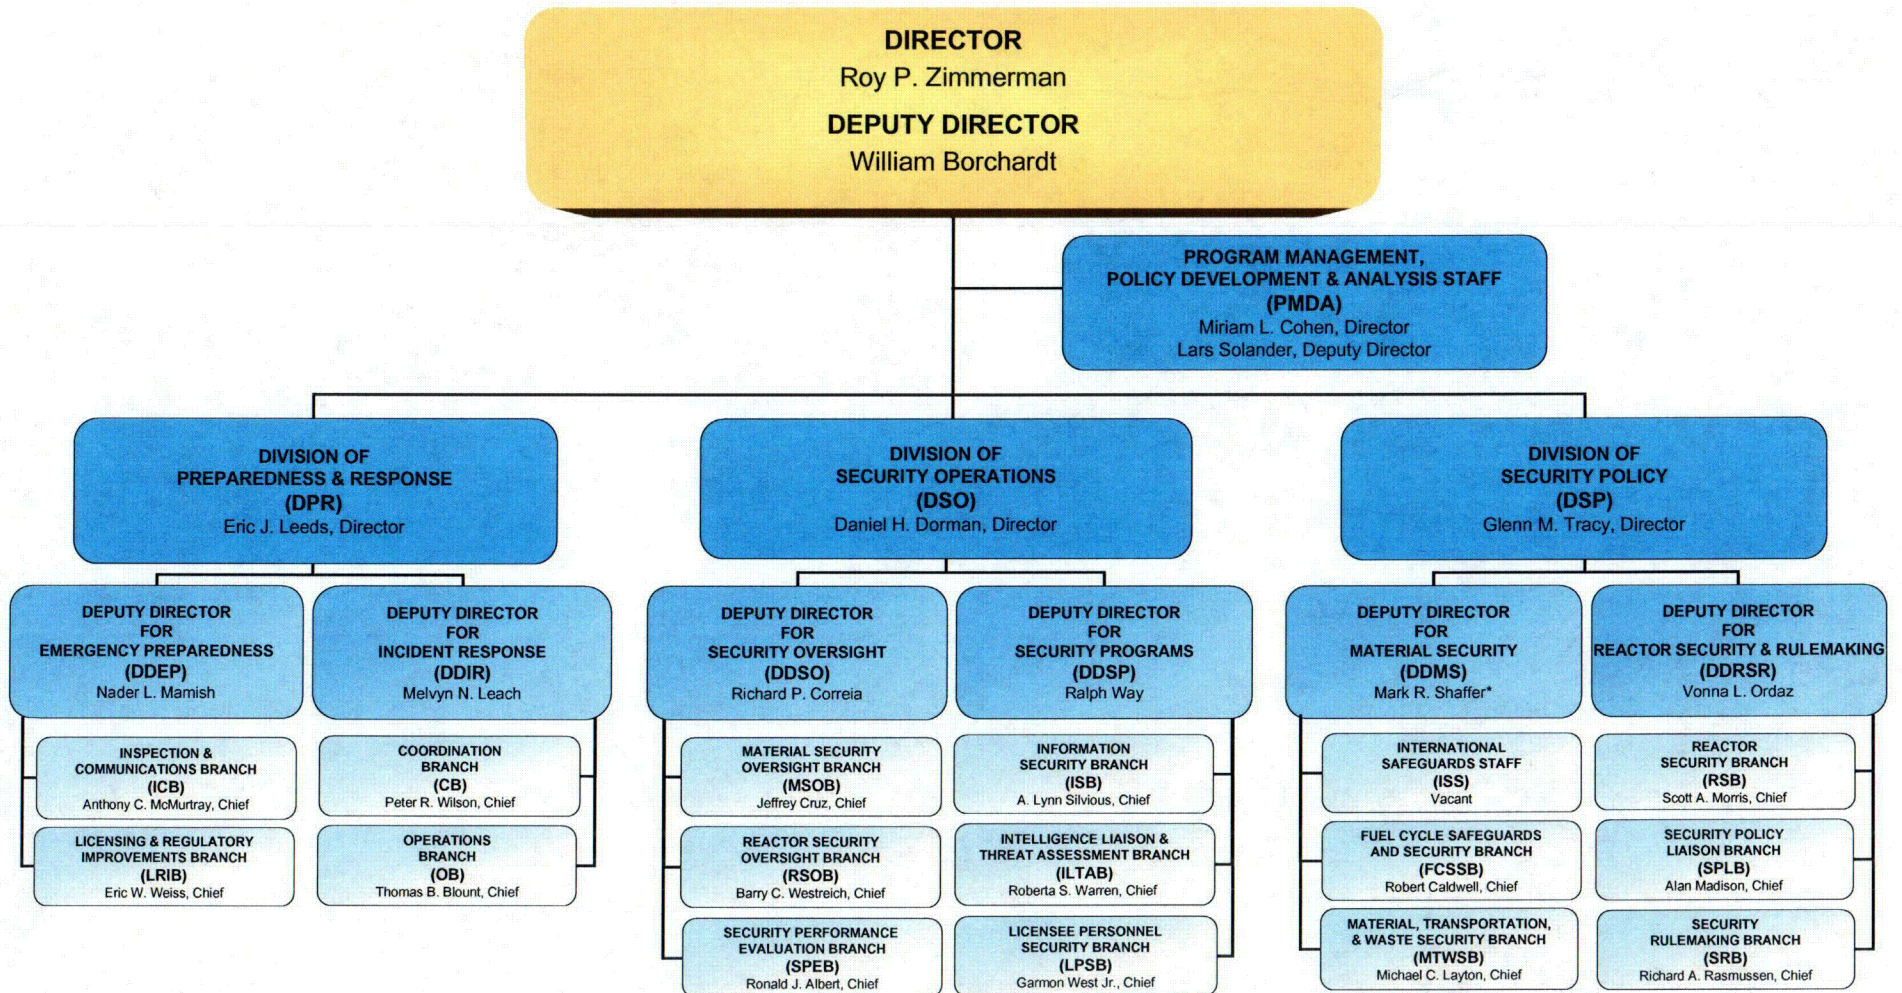 DIRECTOR
Roy P. Zimmerman
DEPUTY DIRECTOR
William Borchardt
PROGRAM MANAGEMENT,
POLICY DEVELOPMENT & ANALYSIS STAFF
(PMDA)
Miriam L. Cohen, Director
Lars Solander, Deputy Director
DIVISION OF
PREPAREDNESS & RESPONSE
(DPR)
Eric J. Leeds, Director
DIVISION OF
SECURITY OPERATIONS
(DSO)
Daniel H. Dorman, Director
DIVISION OF
SECURITY POLICY
(DSP)
Glenn M. Tracy, Director
DEPUTY DIRECTOR
FOR
EMERGENCY PREPAREDNESS
(DDEP)
Nader L. Mamish
DEPUTY DIRECTOR
FOR
INCIDENT RESPONSE
(DDIR)
Melvyn N. Leach
DEPUTY DIRECTOR
FOR
SECURITY OVERSIGHT
(DDSO)
Richard P. Correia
DEPUTY DIRECTOR
FOR
SECURITY PROGRAMS
(DDSP)
Ralph Way
DEPUTY DIRECTOR
FOR
MATERIAL SECURITY
(DDMS)
Mark R. Shaffer*
DEPUTY DIRECTOR
FOR
REACTOR SECURITY & RULEMAKING
(DDRSR)
Vonna L. Ordaz
INSPECTION &
COMMUNICATIONS BRANCH
(ICB)
Anthony C. McMurtray, Chief
COORDINATION
BRANCH
(CB)
Peter R. Wilson, Chief
MATERIAL SECURITY
OVERSIGHT BRANCH
(MSOB)
Jeffrey Cruz, Chief
INFORMATION
SECURITY BRANCH
(ISB)
A. Lynn Silvious, Chief
INTERNATIONAL
SAFEGUARDS STAFF
(ISS)
Vacant
REACTOR
SECURITY BRANCH
(RSB)
Scott A. Morris, Chief
LICENSING & REGULATORY
IMPROVEMENTS BRANCH
(LRIB)
Eric W. Weiss, Chief
OPERATIONS
BRANCH
(OB)
Thomas B. Blount, Chief
REACTOR SECURITY
OVERSIGHT BRANCH
(RSOB)
Barry C. Westreich, Chief
INTELLIGENCE LIAISON &
THREAT ASSESSMENT BRANCH
(ILTAB)
Roberta S. Warren, Chief
FUEL CYCLE SAFEGUARDS
AND SECURITY BRANCH
(FCSSB)
Robert Caldwell, Chief
SECURITY POLICY
LIAISON BRANCH
(SPLB)
Alan Madison, Chief
SECURITY PERFORMANCE
EVALUATION BRANCH
(SPEB)
Ronald J. Albert, Chief
LICENSEE PERSONNEL
SECURITY BRANCH
(LPSB)
Garmon West Jr., Chief
MATERIAL, TRANSPORTATION,
& WASTE SECURITY BRANCH
(MTWSB)
Michael C. Layton, Chief
SECURITY
RULEMAKING BRANCH
(SRB)
Richard A. Rasmussen, Chief